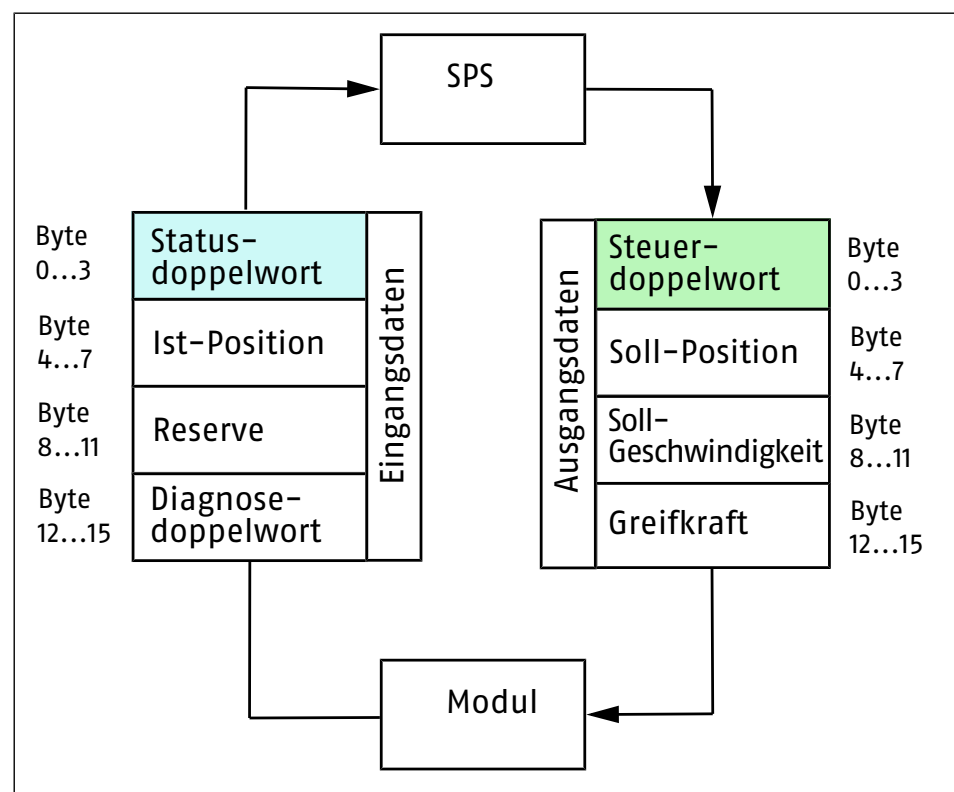 SPS
Byte
0...3
Status-
doppelwort
Byte
4...7
Ist-Position
Byte
8...11
Reserve
Byte
12...15
Diagnose-
doppelwort
Eingangsdaten
Ausgangsdaten
Steuer-
doppelwort
Byte
0...3
Soll-Position
Byte
4...7
Soll-
Geschwindigkeit
Byte
8...11
Greifkraft
Byte
12...15
Modul